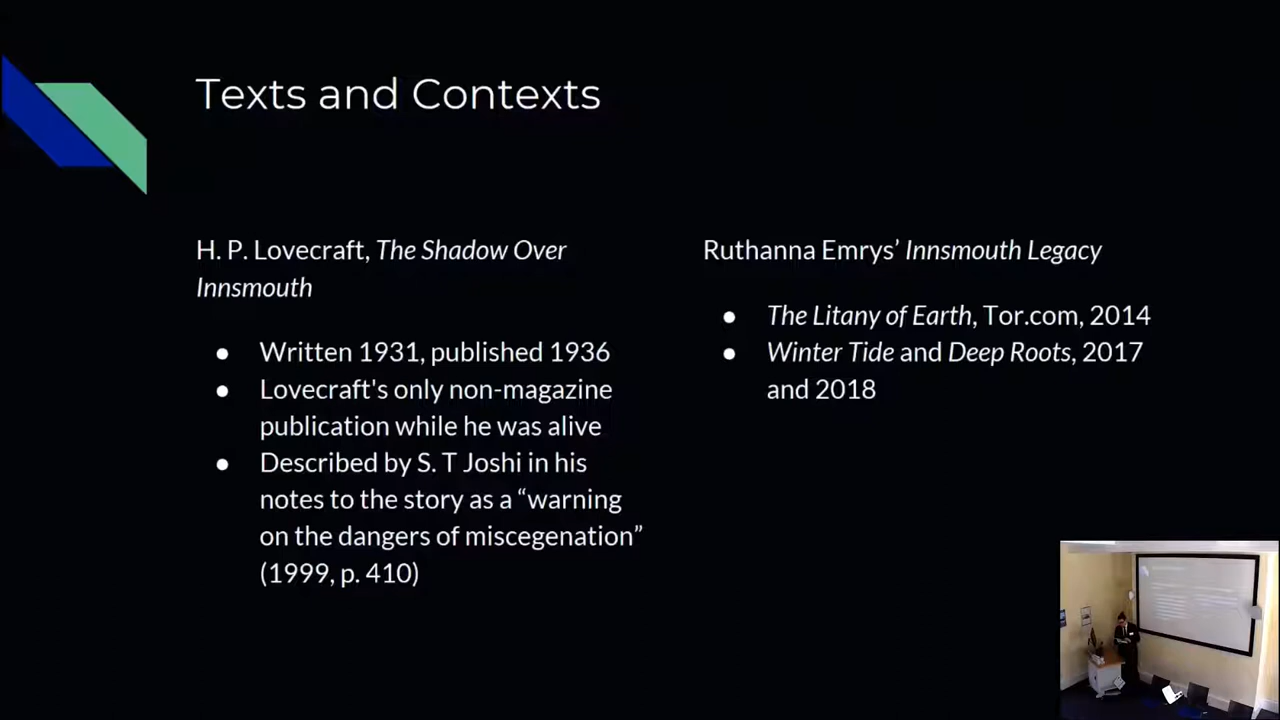 Texts and Contexts
H. P. Lovecraft, The Shadow Over
Innsmouth
● Written 1931, published 1936
● Lovecraft's only non-magazine
publication while he was alive
● Described by S. T Joshi in his
notes to the story as a “warning
on the dangers of miscegenation”
(1999, p. 410)
Ruthanna Emrys’ Innsmouth Legacy
● The Litany of Earth, Tor.com, 2014
● Winter Tide and Deep Roots, 2017
and 2018